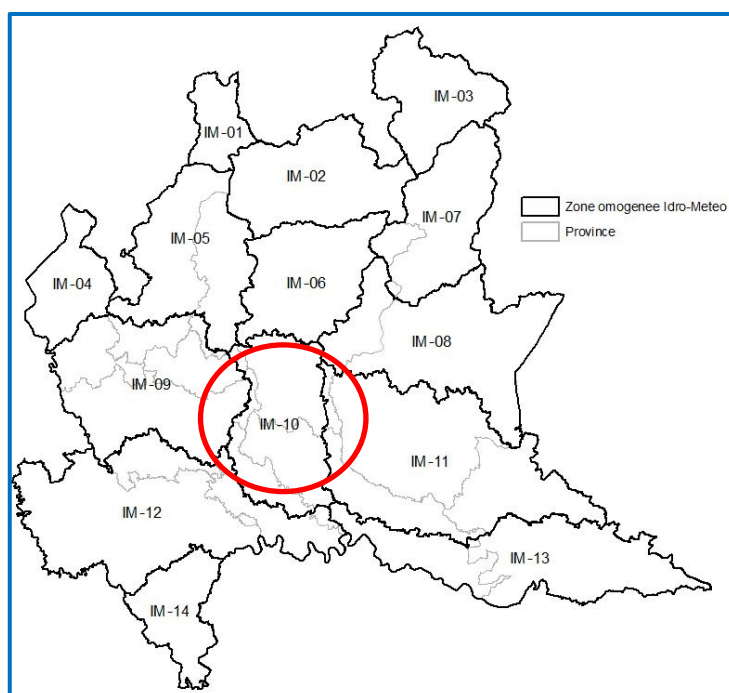 IM-03
IM-01
IM-02
Zone omogenee Idro-Meteo
IM-07
Province
IM-05
IM-04
IM-06
IM-08
IM-09
IM-10
IM-11
IM-12
IM-13
IM-14